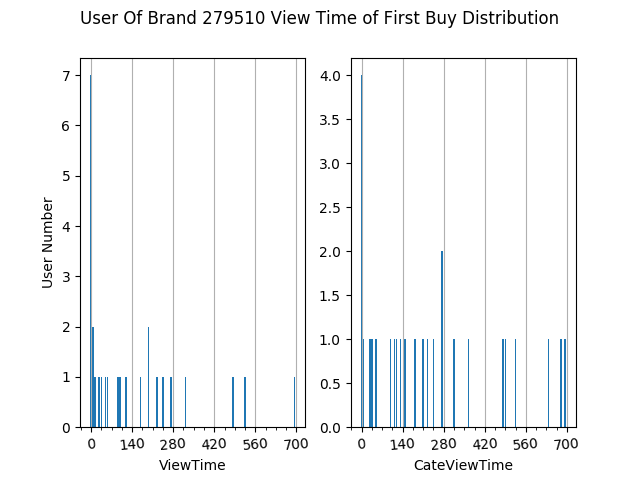 User Of Brand 279510 View Time of First Buy Distribution
User Number
7
6
5
4
3
2
1
0
0 140 280 420 560 700
ViewTime
4.0
3.5
3.0
2.5
2.0
1.5
1.0
0.5
0.0
0 140 280 420 560 700
CateViewTime